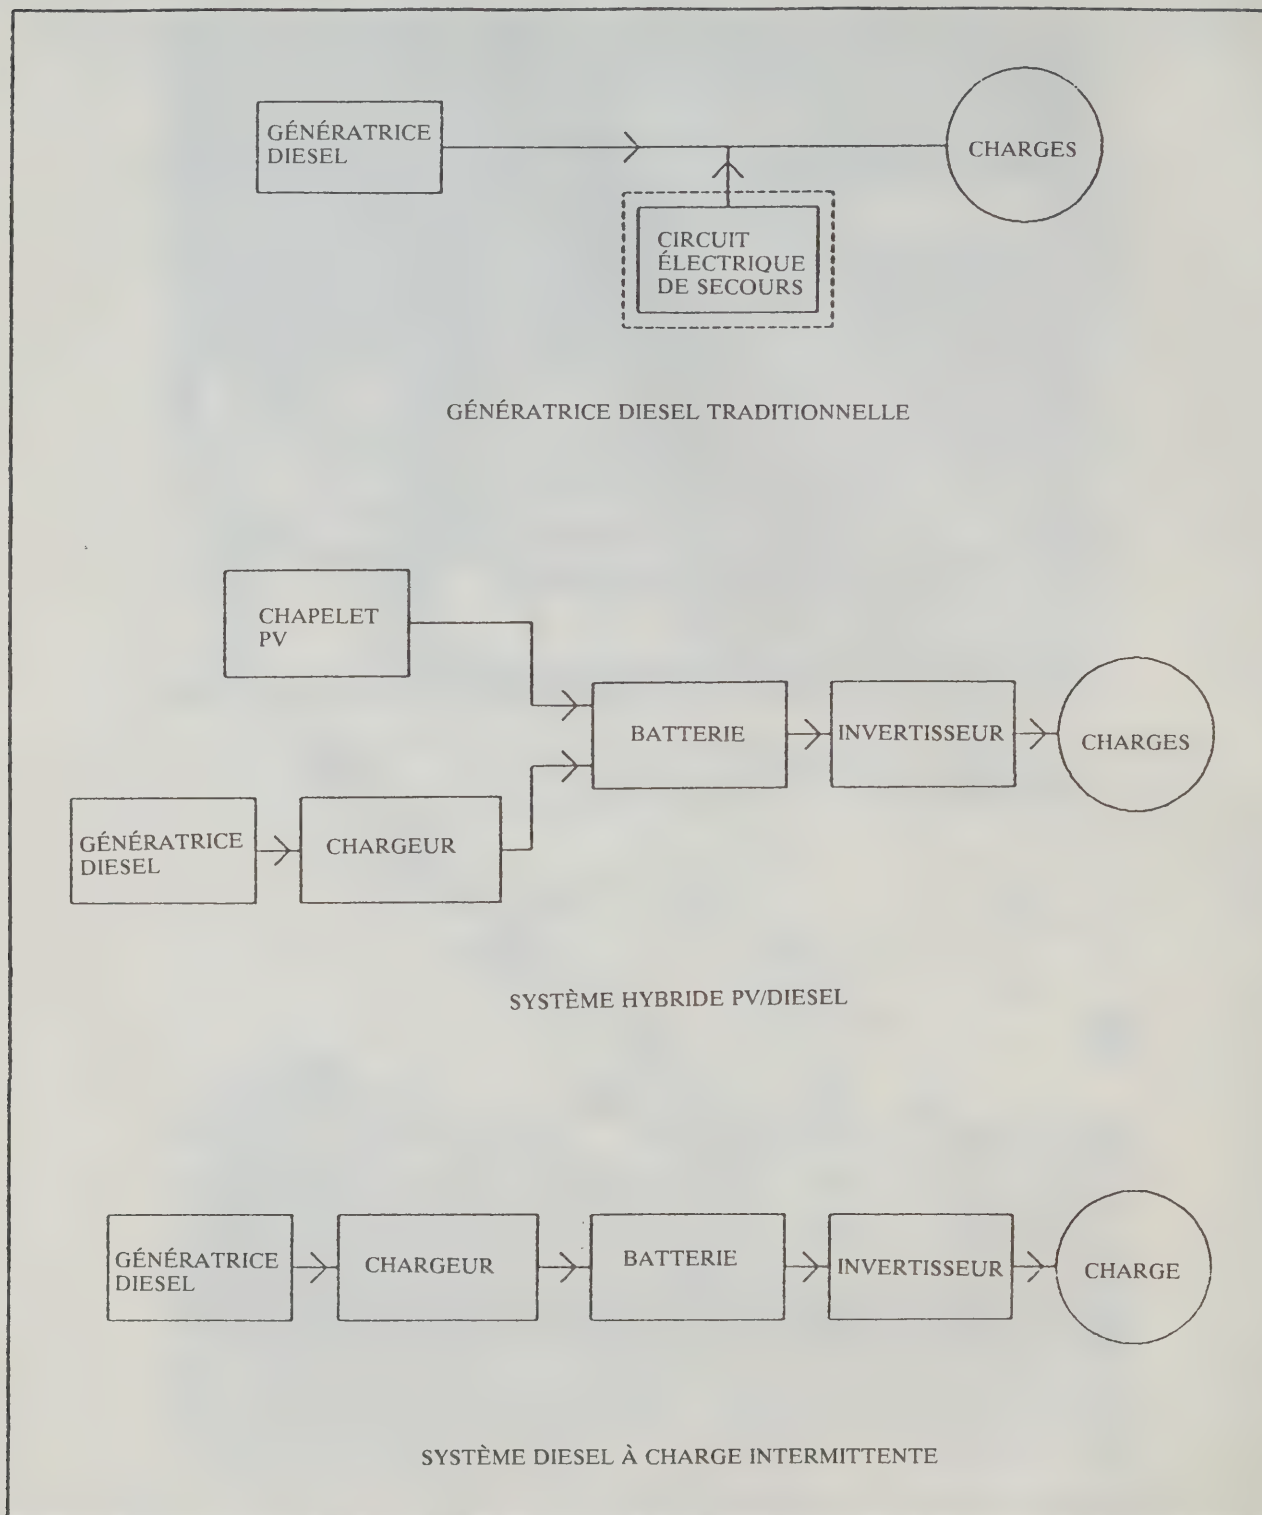 GÉNÉRATRICE
DIESEL
CHARGES
CIRCUIT
ÉLECTRIQUE
DE SECOURS
GÉNÉRATRICE DIESEL TRADITIONNELLE
CHAPELET
PV
BATTERIE
INVERTISSEUR
CHARGES
GÉNÉRATRICE
DIESEL
CHARGEUR
SYSTÈME HYBRIDE PV/DIESEL
GÉNÉRATRICE
DIESEL
CHARGEUR
BATTERIE
INVERTISSEUR
CHARGE
SYSTÈME DIESEL À CHARGE INTERMITTENTE